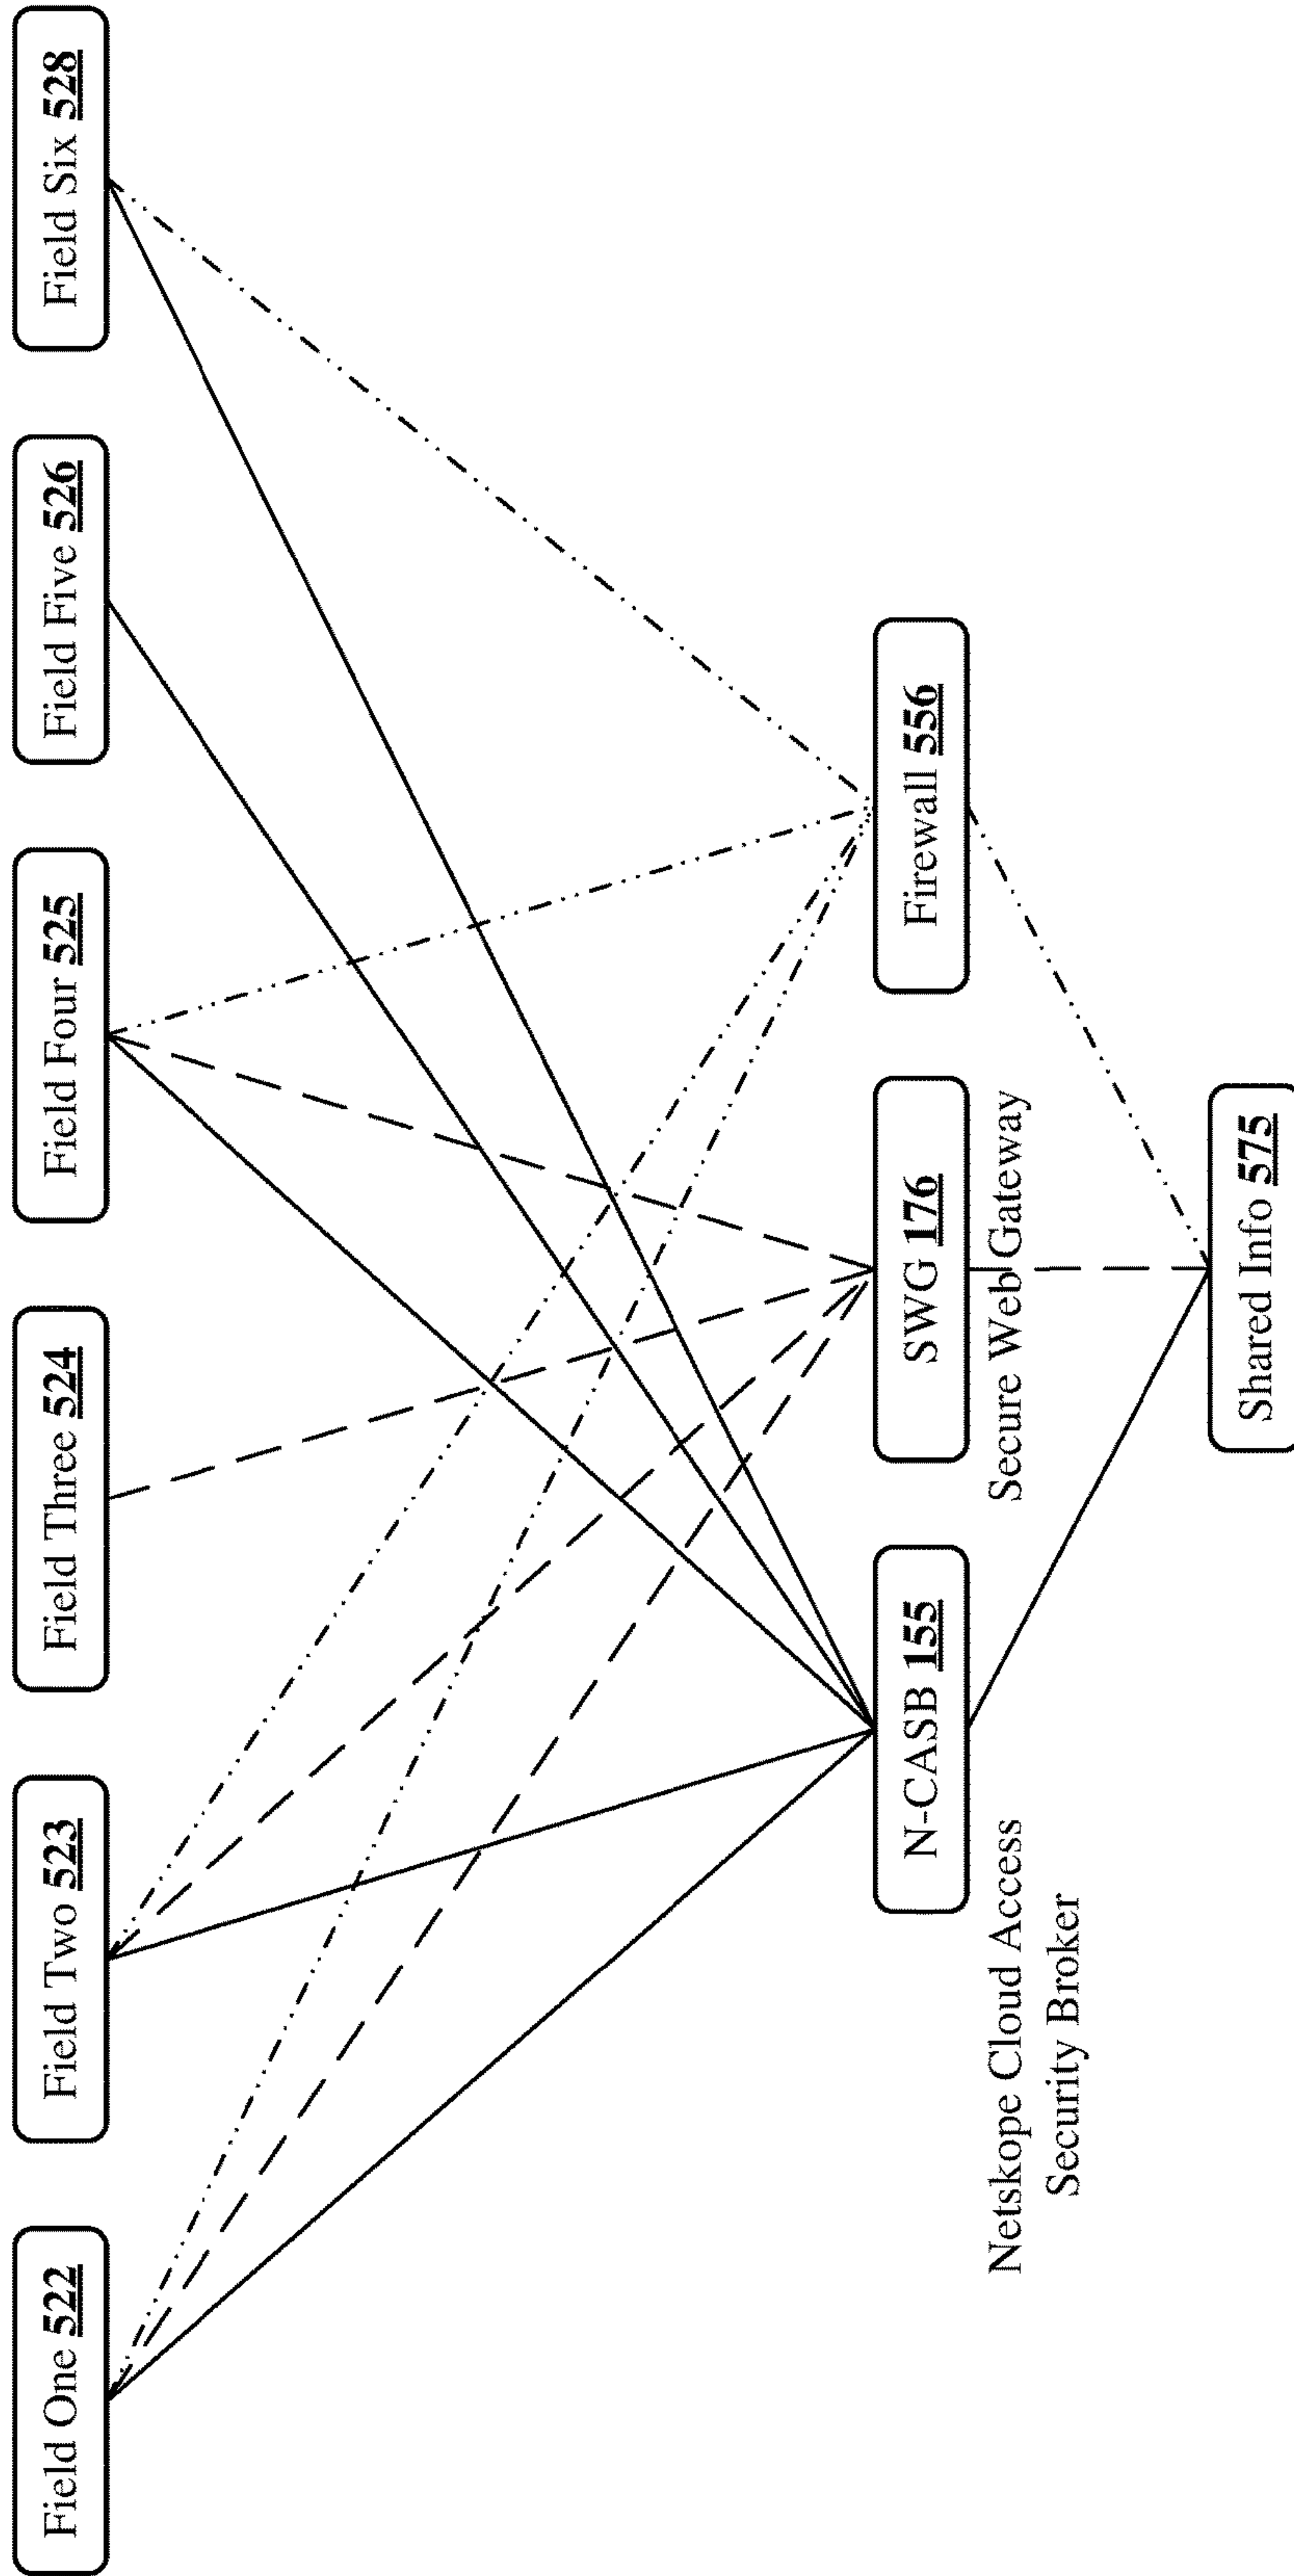 Field One 522
Field Two 523
Field Three 524
Field Four 525
Field Five 526
Field Six 528
N-CASB 155
SWG 176
Firewall 556
Netskope Cloud Access
Security Broker
Secure Web Gateway
Shared Info 575